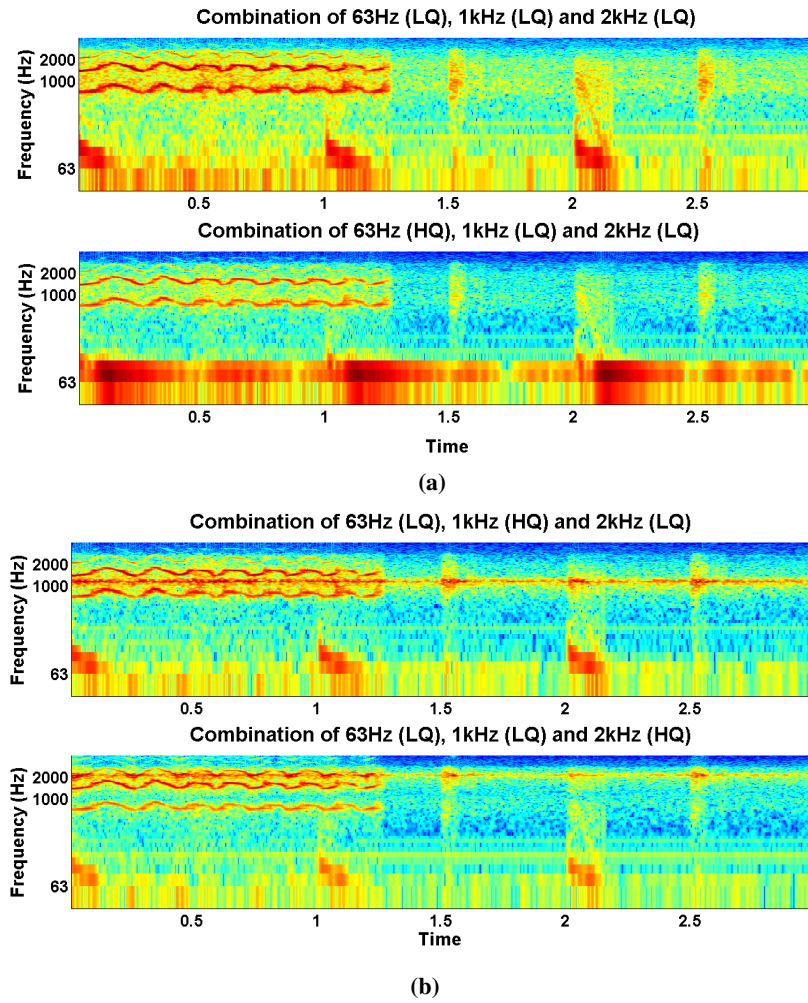 Combination of 63Hz (LQ), 1kHz (LQ) and 2kHz (LQ)
Frequency (Hz)
2000
1000
63
0.5 1 1.5 2 2.5
Combination of 63Hz (HQ), 1kHz (LQ) and 2kHz (LQ)
Frequency (Hz)
2000
1000
63
0.5 1 1.5 2 2.5
Time
(a)
Combination of 63Hz (LQ), 1kHz (HQ) and 2kHz (LQ)
Frequency (Hz)
2000
1000
63
0.5 1 1.5 2 2.5
Combination of 63Hz (LQ), 1kHz (LQ) and 2kHz (HQ)
Frequency (Hz)
2000
1000
63
0.5 1 1.5 2 2.5
Time
(b)